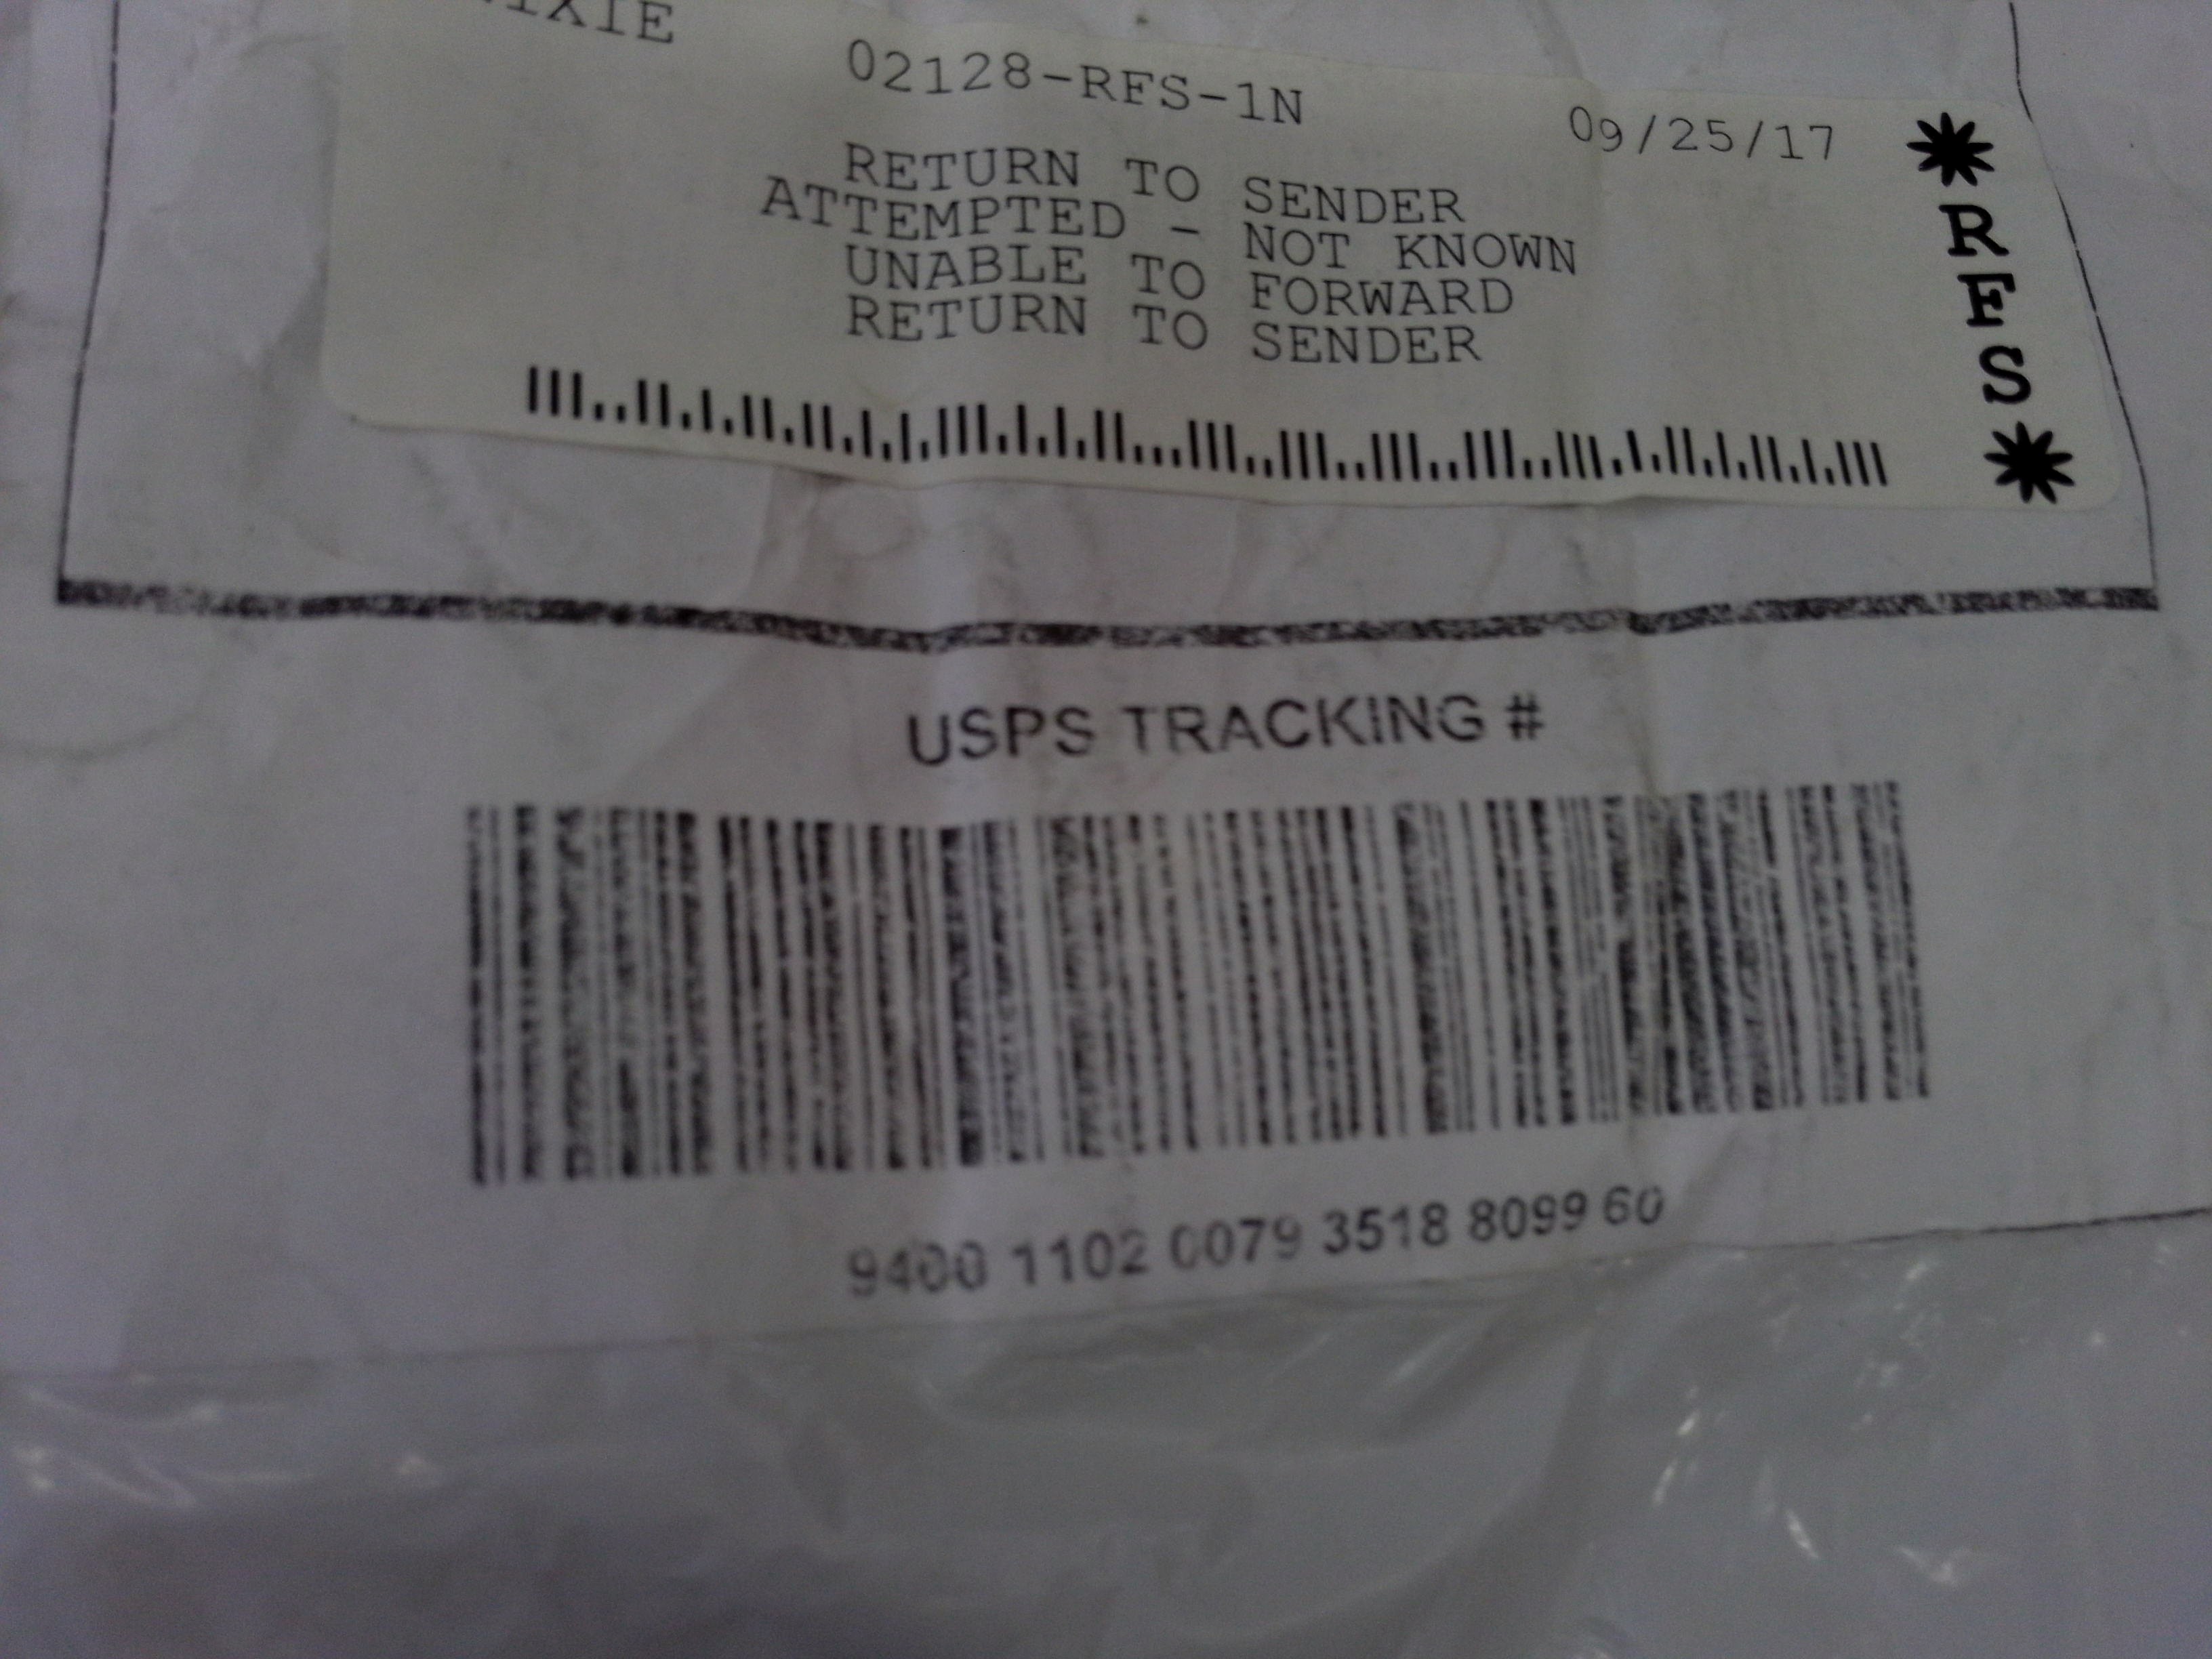 IXIE
02128-RFS-1N
09/25/17
RETURN TO SENDER
ATTEMPTED - NOT KNOWN
UNABLE TO FORWARD
RETURN TO SENDER
*RFS*
USPS TRACKING #
9400 1102 0079 3518 8099 60